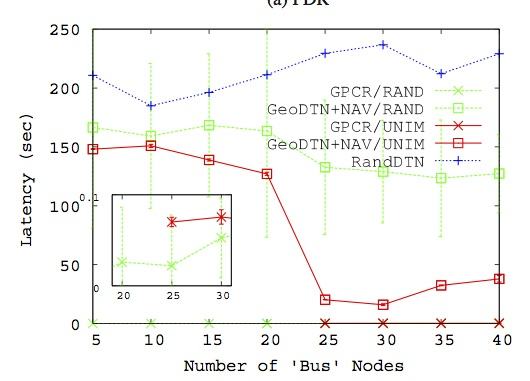 (a) PDR
250
200
150
100
50
0
Latency (sec)
GPCR/RAND
GeoDTN+NAV/RAND
GPCR/UNIM
GeoDTN+NAV/UNIM
RandDTN
0.1
0
20 25 30
5 10 15 20 25 30 35 40
Number of 'Bus' Nodes